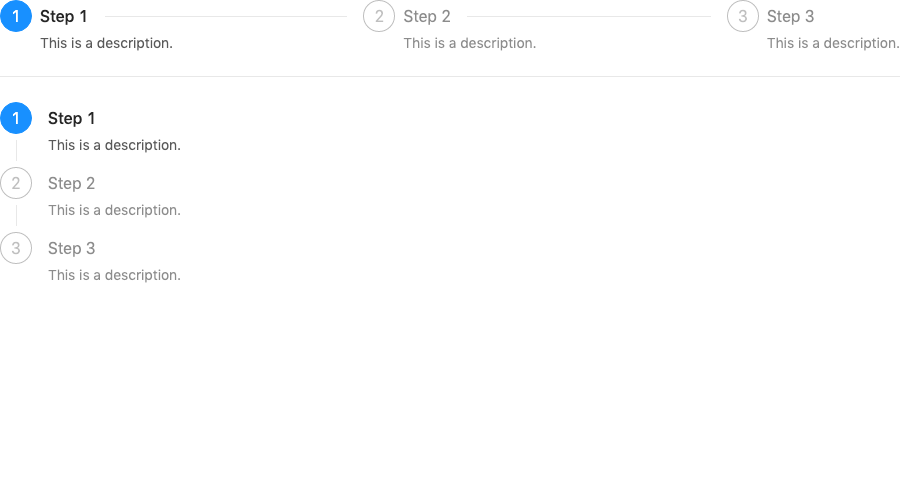 1 Step 1 2 Step 2 3 Step 3
This is a description. This is a description. This is a description.
1 Step 1
This is a description.
2 Step 2
This is a description.
3 Step 3
This is a description.